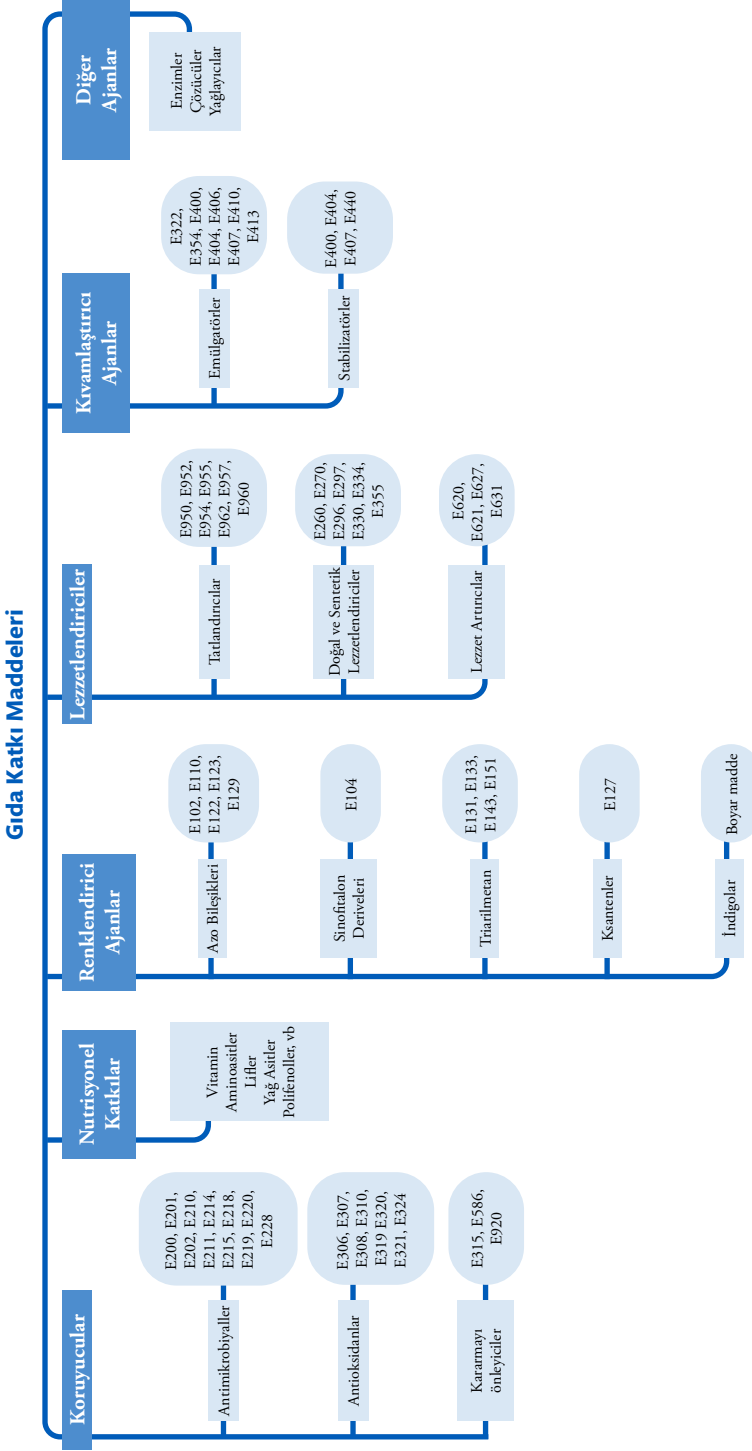 Gıda Katkı Maddeleri
Koruyucular
Antimikrobiyaller
E200, E201,
E202, E210,
E211, E214,
E215, E218,
E219, E220,
E228
Antioksidanlar
E306, E307,
E308, E310,
E319 E320,
E321, E324
Kararmayı
önleyiciler
E315, E586,
E920
Nutrisyonel
Katkılar
Vitamin
Aminoasitler
Lifler
Yağ Asitler
Polifenoller, vb
Renklendirici
Ajanlar
Azo Bileşikleri
E102, E110,
E122, E123,
E129
Sinofitalon
Deriveleri
E104
Triarilmetan
E131, E133,
E143, E151
Ksantenler
E127
İndigolar
Boyar madde
Lezzetlendiriciler
Tatlandırıcılar
E950, E952,
E954, E955,
E962, E957,
E960
Doğal ve Sentetik
Lezzetlendiriciler
E260, E270,
E296, E297,
E330, E334,
E355
Lezzet Artırıcılar
E620,
E621, E627,
E631
Kıvamlaştırıcı
Ajanlar
Emülgatörler
E322,
E354, E400,
E404, E406,
E407, E410,
E413
Stabilizatörler
E400, E404,
E407, E440
Diğer
Ajanlar
Enzimler
Çözücüler
Yağlayıcılar